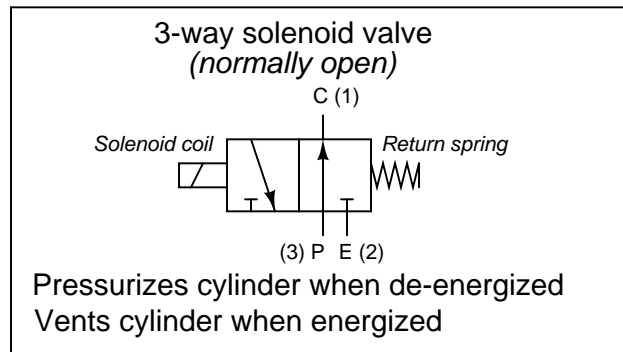 3-way solenoid valve
(normally open)
C (1)
Solenoid coil Return spring
(3) P E (2)
Pressurizes cylinder when de-energized
Vents cylinder when energized